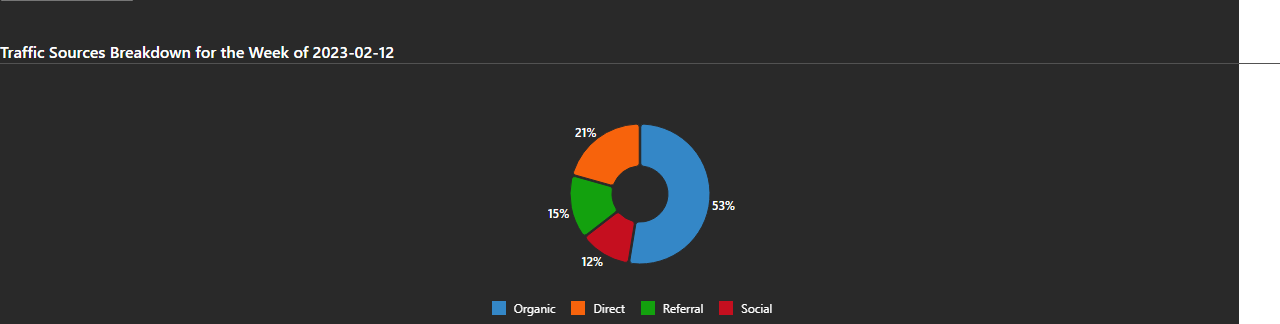 Traffic Sources Breakdown for the Week of 2023-02-12
21%
53%
15%
12%
Organic Direct Referral Social